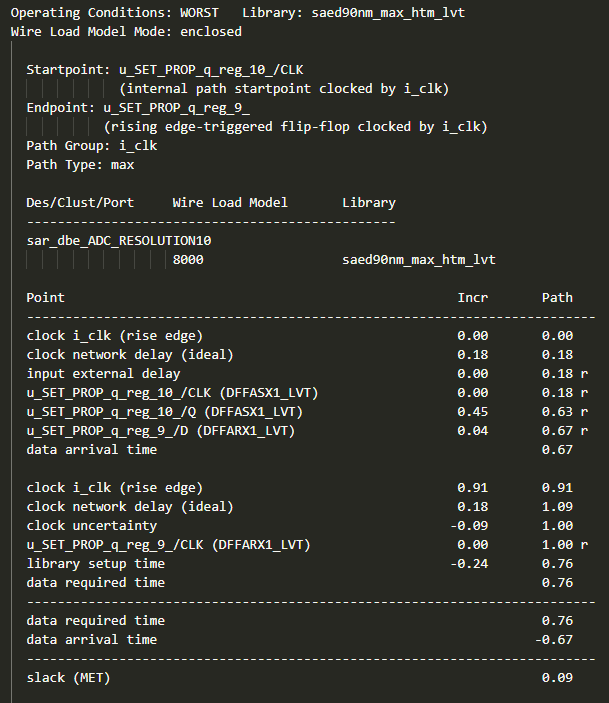 Operating Conditions: WORST   Library: saed90nm_max_htm_lvt
Wire Load Model Mode: enclosed
Startpoint: u_SET_PROP_q_reg_10_/CLK
(internal path startpoint clocked by i_clk)
Endpoint: u_SET_PROP_q_reg_9_
(rising edge-triggered flip-flop clocked by i_clk)
Path Group: i_clk
Path Type: max
Des/Clust/Port     Wire Load Model       Library
------------------------------------------------
sar_dbe_ADC_RESOLUTION10
8000                  saed90nm_max_htm_lvt
Point                                                   Incr       Path
--------------------------------------------------------------------------
clock i_clk (rise edge)                                 0.00       0.00
clock network delay (ideal)                             0.18       0.18
input external delay                                    0.00       0.18 r
u_SET_PROP_q_reg_10_/CLK (DFFASX1_LVT)                  0.00       0.18 r
u_SET_PROP_q_reg_10_/Q (DFFASX1_LVT)                    0.45       0.63 r
u_SET_PROP_q_reg_9_/D (DFFARX1_LVT)                     0.04       0.67 r
data arrival time                                                  0.67
clock i_clk (rise edge)                                 0.91       0.91
clock network delay (ideal)                             0.18       1.09
clock uncertainty                                      -0.09       1.00
u_SET_PROP_q_reg_9_/CLK (DFFARX1_LVT)                   0.00       1.00 r
library setup time                                     -0.24       0.76
data required time                                                 0.76
--------------------------------------------------------------------------
data required time                                                 0.76
data arrival time                                                 -0.67
--------------------------------------------------------------------------
slack (MET)                                                        0.09